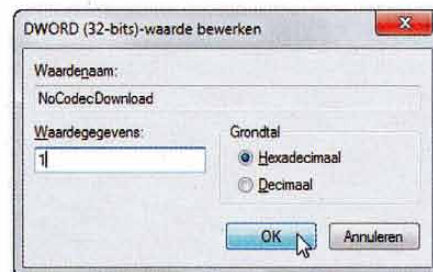 DWORD (32-bits)-waarde bewerken
Waardenaam:
NoCodecDownload
Waardegegevens:
1
Grondtal
Hexadecimaal
Decimaal
OK
Annuleren